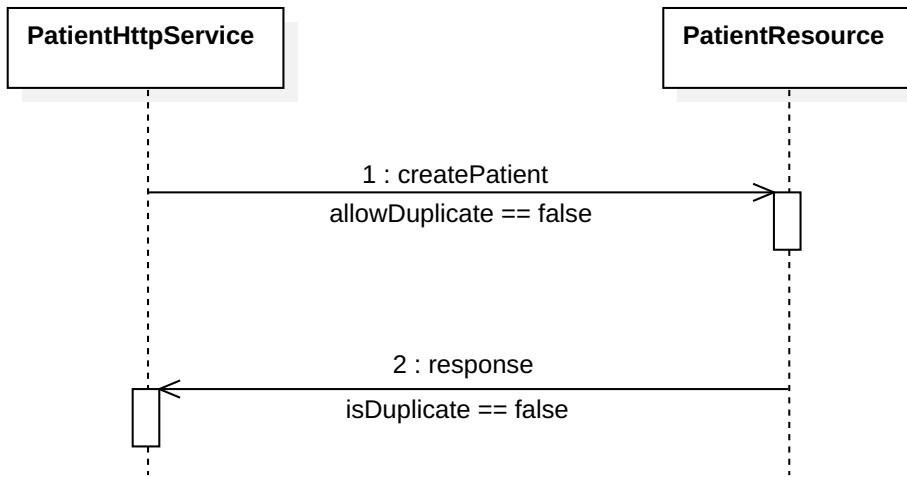 PatientHttpService
PatientResource
1 : createPatient
allowDuplicate == false
2 : response
isDuplicate == false